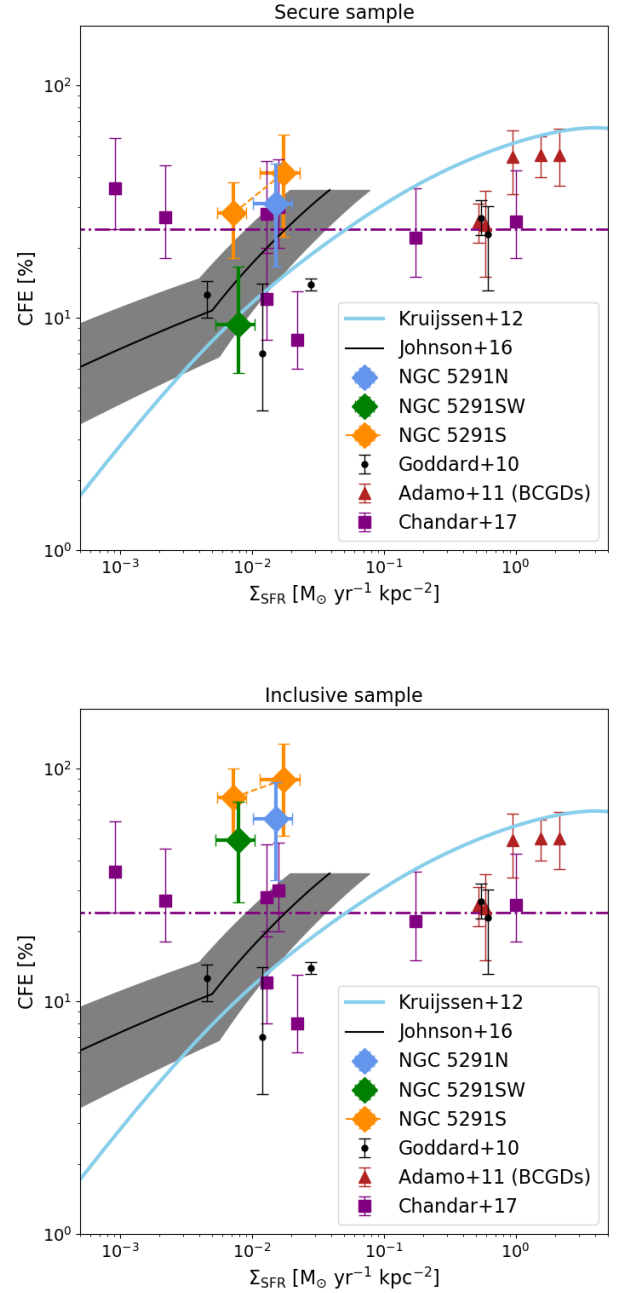 Secure sample
10²
10¹
10⁰
CFE [%]
Kruijssen+12
Johnson+16
NGC 5291N
NGC 5291SW
NGC 5291S
Goddard+10
Adamo+11 (BCGDs)
Chandar+17
10⁻³ 10⁻² 10⁻¹ 10⁰
Σ_SFR [M_⊙ yr⁻¹ kpc⁻²]
Inclusive sample
10²
10¹
10⁰
CFE [%]
Kruijssen+12
Johnson+16
NGC 5291N
NGC 5291SW
NGC 5291S
Goddard+10
Adamo+11 (BCGDs)
Chandar+17
10⁻³ 10⁻² 10⁻¹ 10⁰
Σ_SFR [M_⊙ yr⁻¹ kpc⁻²]